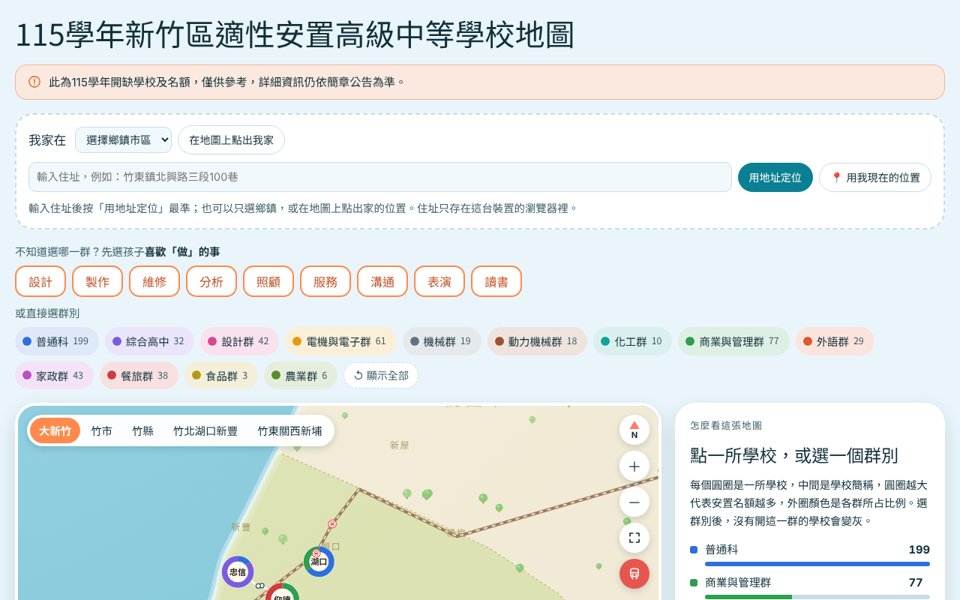 115學年新竹區適性安置高級中等學校地圖
此為115學年開缺學校及名額，僅供參考，詳細資訊仍依簡章公告為準。
我家在 選擇鄉鎮市區 在地圖上點出我家
輸入住址，例如：竹東鎮北興路三段100巷 用地址定位 用我現在的位置
輸入住址後按「用地址定位」最準；也可以只選鄉鎮，或在地圖上點出家的位置。住址只存在這台裝置的瀏覽器裡。
不知道選哪一群？先選孩子喜歡「做」的事
設計 製作 維修 分析 照顧 服務 溝通 表演 讀書
或直接選群別
普通科 199 綜合高中 32 設計群 42 電機與電子群 61 機械群 19 動力機械群 18 化工群 10 商業與管理群 77 外語群 29
家政群 43 餐旅群 38 食品群 3 農業群 6 顯示全部
大新竹 竹市 竹縣 竹北湖口新豐 竹東關西新埔
N
新屋
新豐
忠信
湖口
怎麼看這張地圖
點一所學校，或選一個群別
每個圓圈是一所學校，中間是學校簡稱，圓圈越大
代表安置名額越多，外圈顏色是各群所占比例。選
群別後，沒有開這一群的學校會變灰。
普通科 199
商業與管理群 77